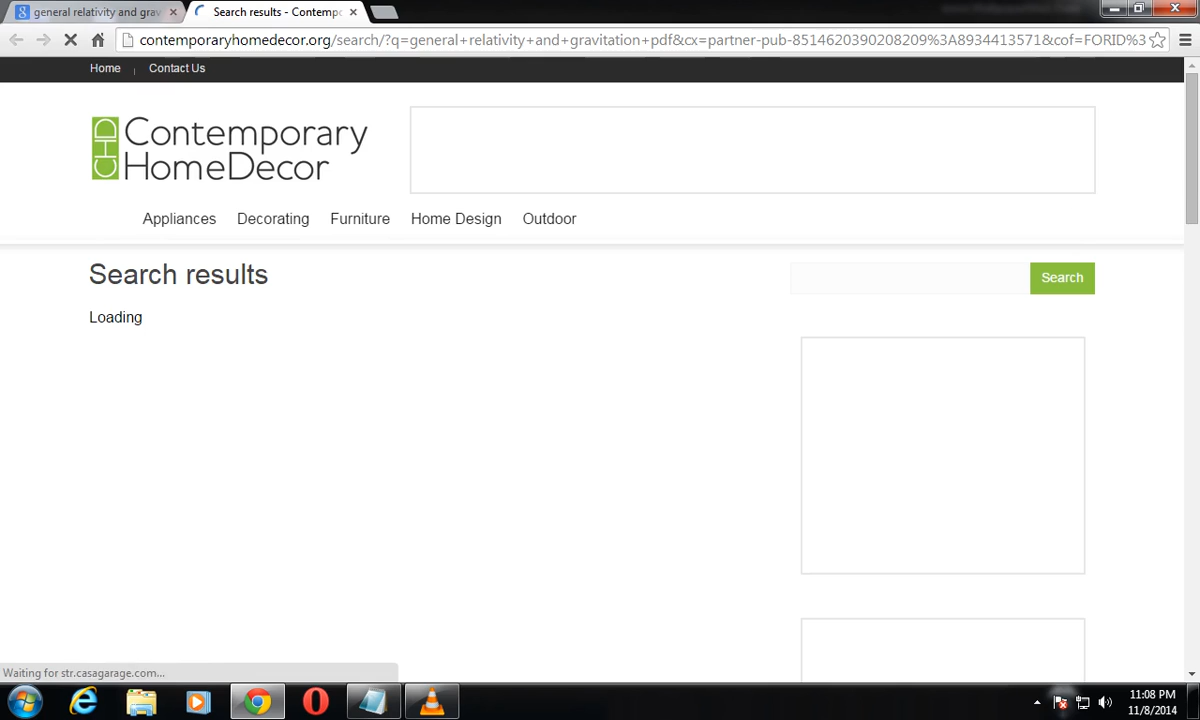 general relativity and grav
Search results - Contempo
contemporaryhomedecor.org/search/?q=general+relativity+and+gravitation+pdf&cx=partner-pub-8514620390208209%3A8934413571&cof=FORID%3
Home
Contact Us
CHD
Contemporary
HomeDecor
Appliances Decorating Furniture Home Design Outdoor
Search results
Search
Loading
Waiting for str.casagarage.com...
11:08 PM
11/8/2014